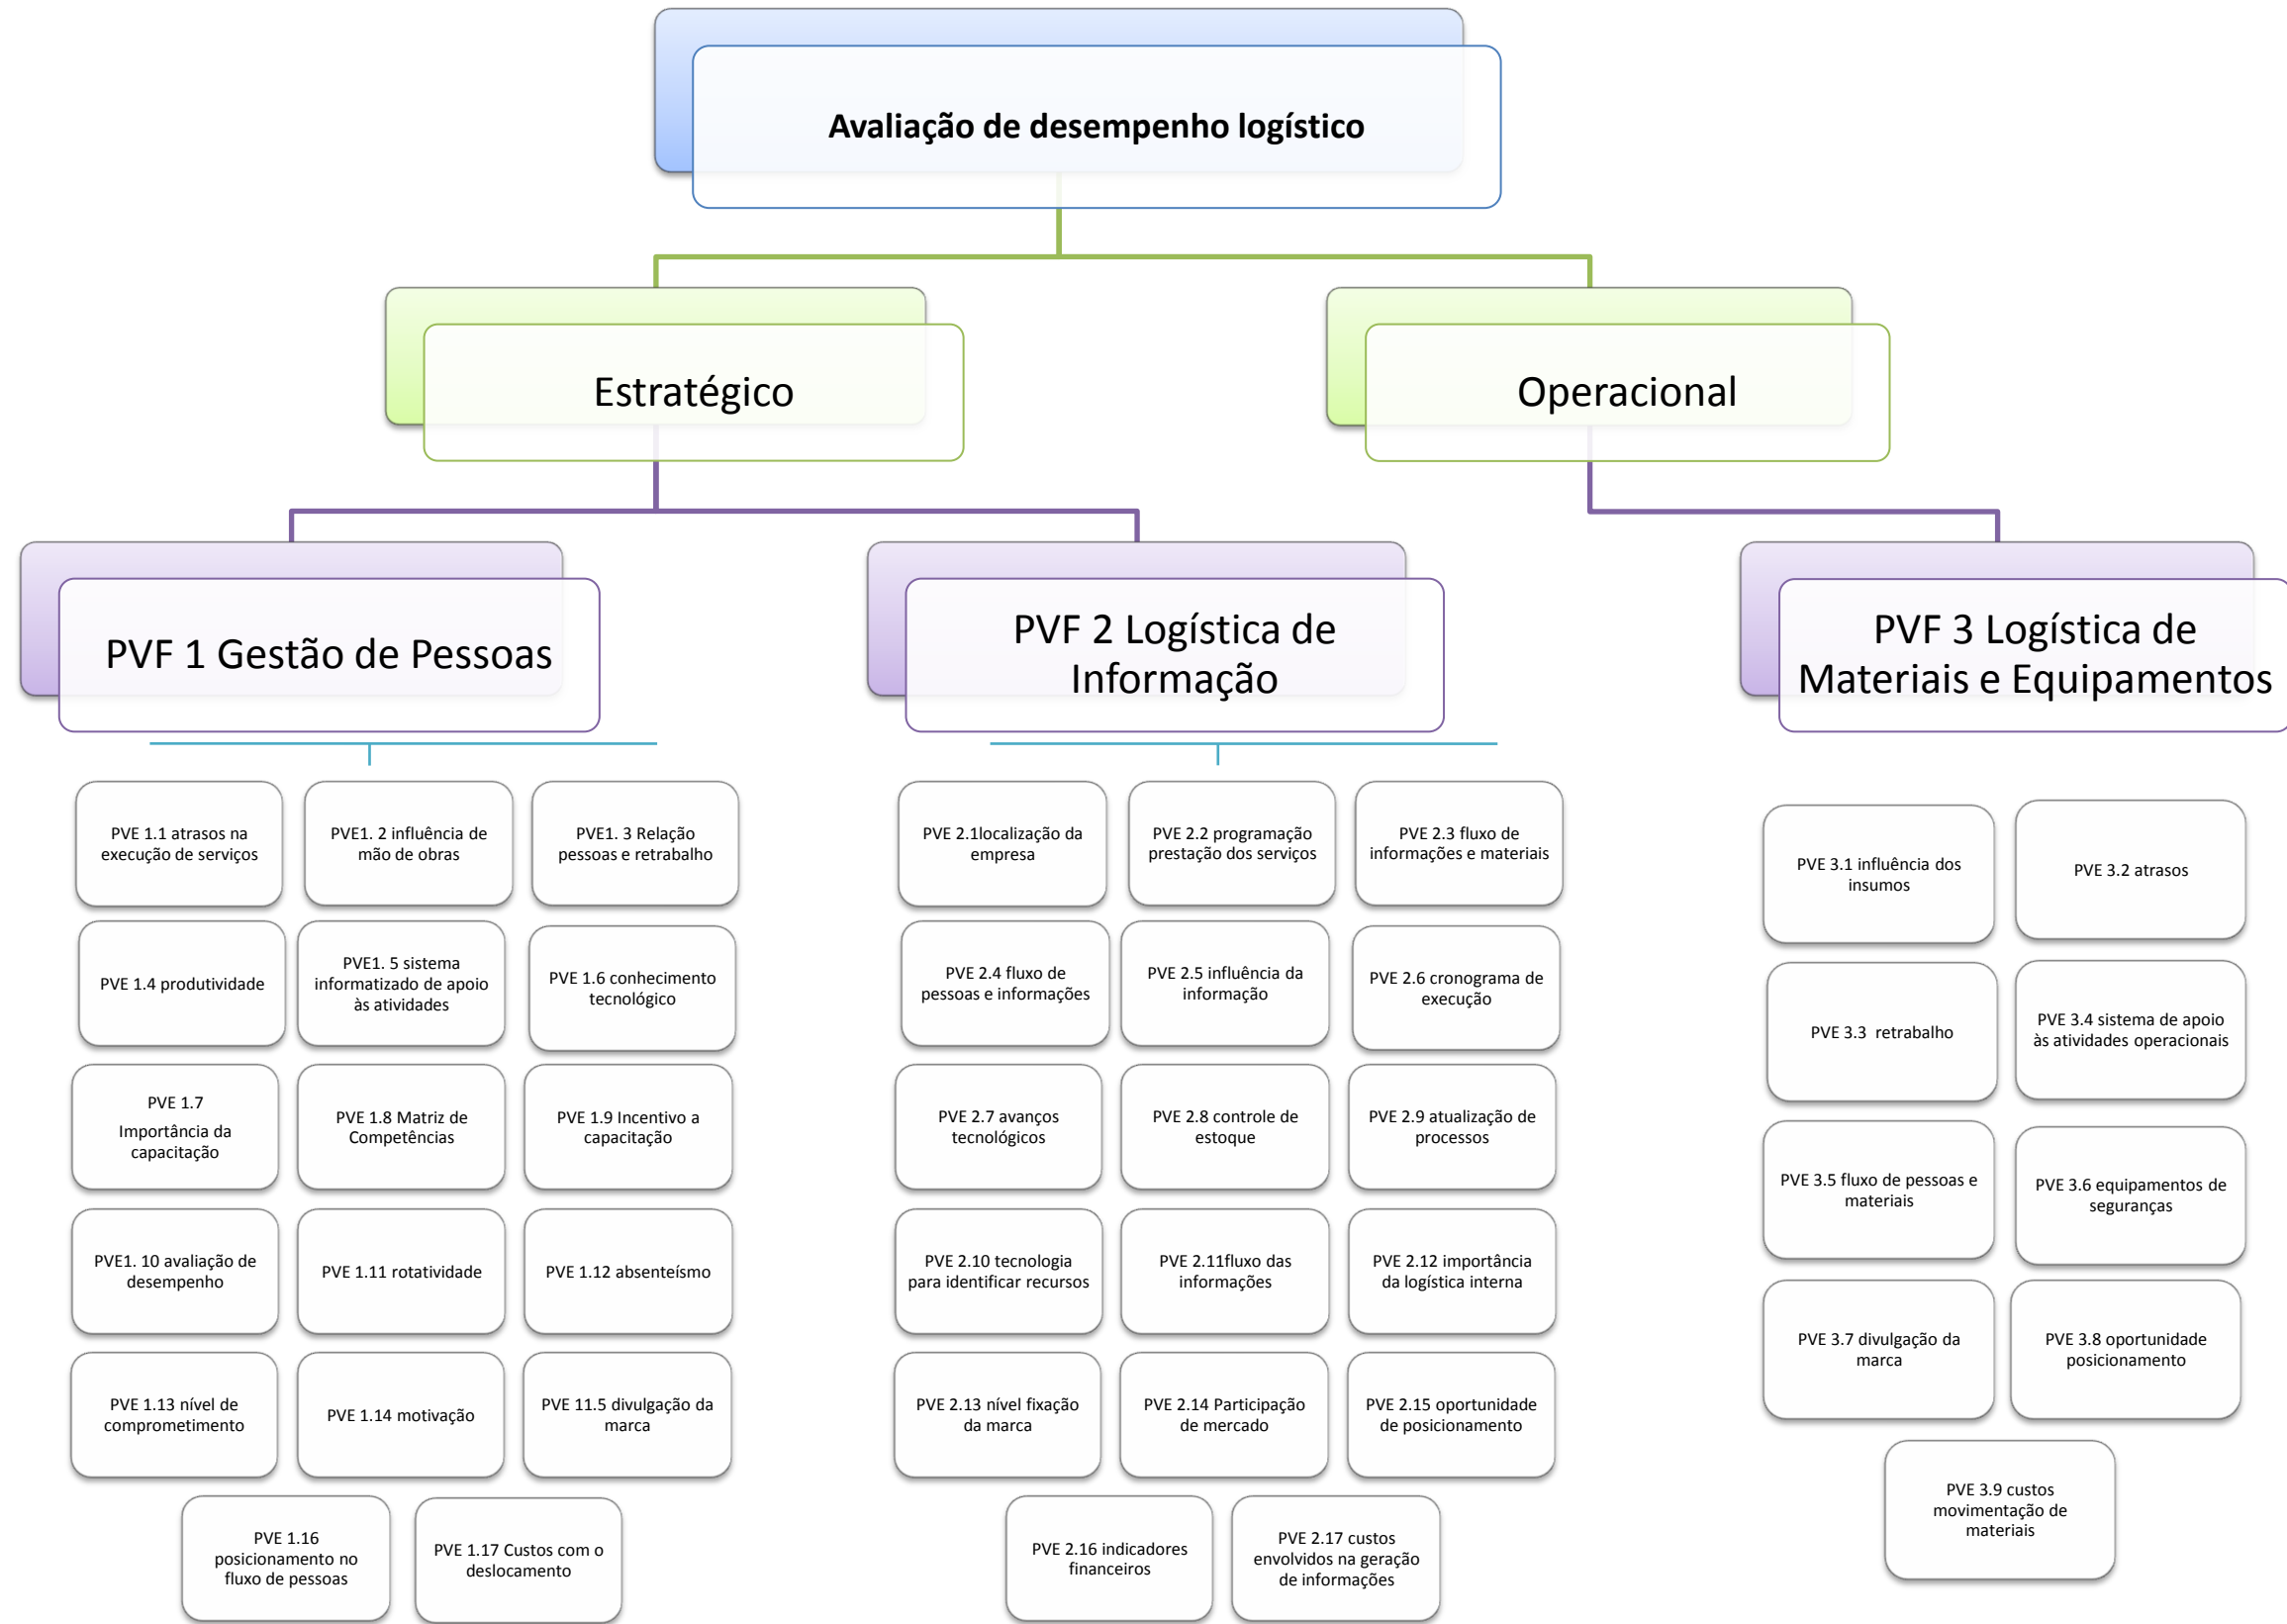 Avaliação de desempenho logístico
Estratégico
Operacional
PVF 1 Gestão de Pessoas
PVF 2 Logística de
Informação
PVF 3 Logística de
Materiais e Equipamentos
PVE 1.1 atrasos na
execução de serviços
PVE1. 2 influência de
mão de obras
PVE1. 3 Relação
pessoas e retrabalho
PVE 1.4 produtividade
PVE1. 5 sistema
informatizado de apoio
às atividades
PVE 1.6 conhecimento
tecnológico
PVE 1.7
Importância da
capacitação
PVE 1.8 Matriz de
Competências
PVE 1.9 Incentivo a
capacitação
PVE1. 10 avaliação de
desempenho
PVE 1.11 rotatividade
PVE 1.12 absenteísmo
PVE 1.13 nível de
comprometimento
PVE 1.14 motivação
PVE 11.5 divulgação da
marca
PVE 1.16
posicionamento no
fluxo de pessoas
PVE 1.17 Custos com o
deslocamento
PVE 2.1localização da
empresa
PVE 2.2 programação
prestação dos serviços
PVE 2.3 fluxo de
informações e materiais
PVE 2.4 fluxo de
pessoas e informações
PVE 2.5 influência da
informação
PVE 2.6 cronograma de
execução
PVE 2.7 avanços
tecnológicos
PVE 2.8 controle de
estoque
PVE 2.9 atualização de
processos
PVE 2.10 tecnologia
para identificar recursos
PVE 2.11fluxo das
informações
PVE 2.12 importância
da logística interna
PVE 2.13 nível fixação
da marca
PVE 2.14 Participação
de mercado
PVE 2.15 oportunidade
de posicionamento
PVE 2.16 indicadores
financeiros
PVE 2.17 custos
envolvidos na geração
de informações
PVE 3.1 influência dos
insumos
PVE 3.2 atrasos
PVE 3.3  retrabalho
PVE 3.4 sistema de apoio
às atividades operacionais
PVE 3.5 fluxo de pessoas e
materiais
PVE 3.6 equipamentos de
seguranças
PVE 3.7 divulgação da
marca
PVE 3.8 oportunidade
posicionamento
PVE 3.9 custos
movimentação de
materiais